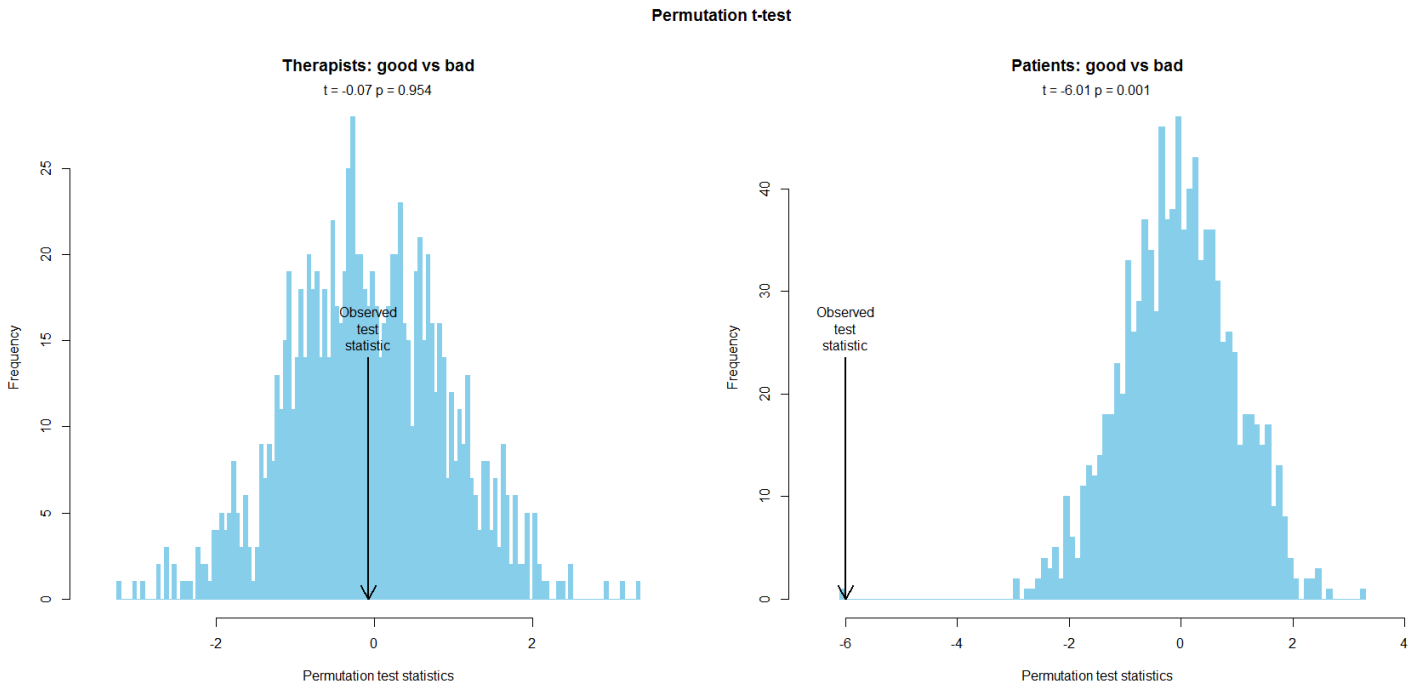 Permutation t-test
Therapists: good vs bad
t = -0.07 p = 0.954
Frequency
0
5
10
15
20
25
Observed
test
statistic
-2
0
2
Permutation test statistics
Patients: good vs bad
t = -6.01 p = 0.001
Frequency
0
10
20
30
40
Observed
test
statistic
-6
-4
-2
0
2
4
Permutation test statistics